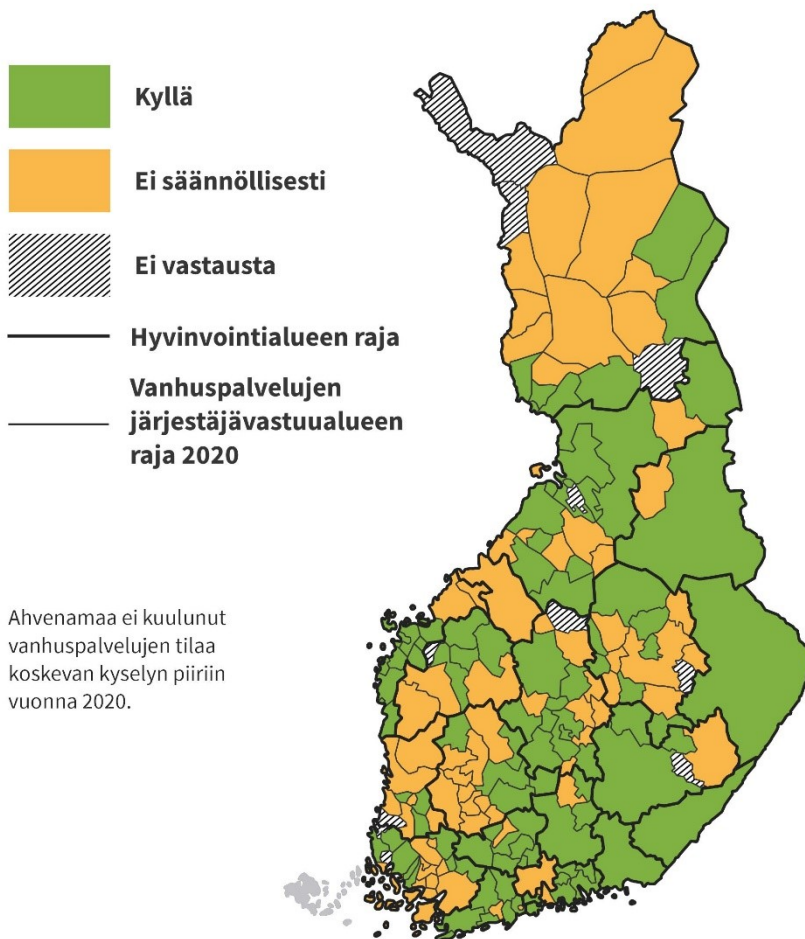 Kyllä
Ei säännöllisesti
Ei vastausta
Hyvinvointialueen raja
Vanhuspalvelujen
järjestäjävastuualueen
raja 2020
Ahvenamaa ei kuulunut
vanhuspalvelujen tilaa
koskevan kyselyn piiriin
vuonna 2020.